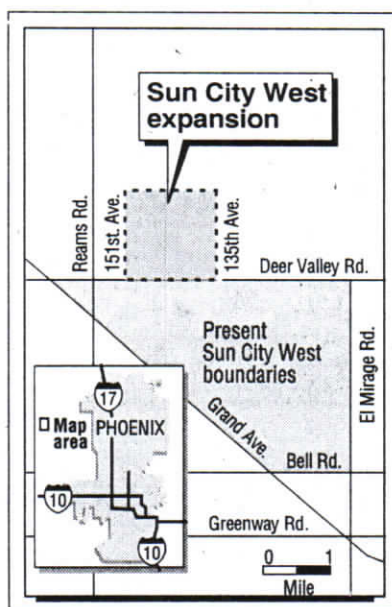 Sun City West
expansion
Reams Rd.
151st. Ave.
135th Ave.
Deer Valley Rd.
Present
Sun City West
boundaries
El Mirage Rd.
Grand Ave.
17
Map
area
PHOENIX
10
10
Bell Rd.
Greenway Rd.
0 1
Mile